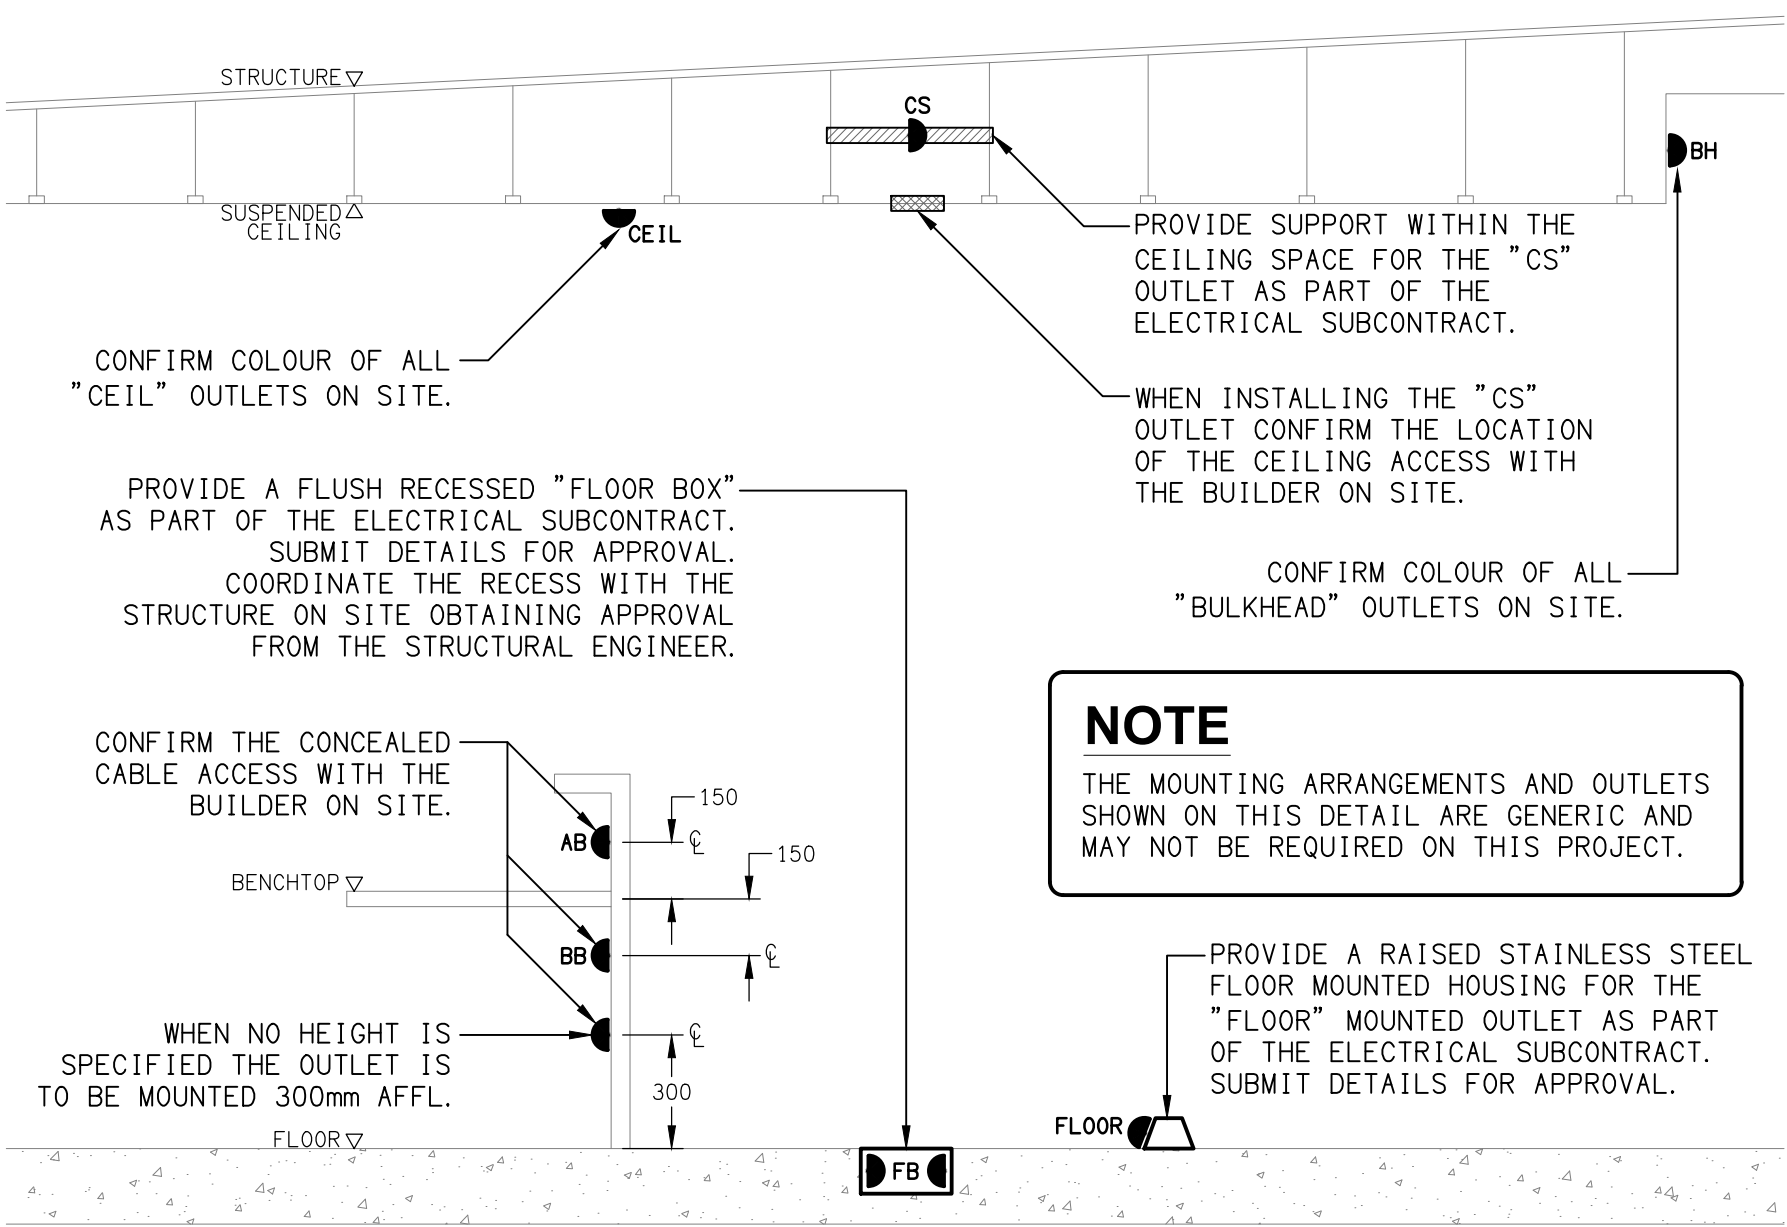 STRUCTURE
CS
BH
SUSPENDED
CEILING
CEIL
PROVIDE SUPPORT WITHIN THE
CEILING SPACE FOR THE "CS"
OUTLET AS PART OF THE
ELECTRICAL SUBCONTRACT.
CONFIRM COLOUR OF ALL
"CEIL" OUTLETS ON SITE.
WHEN INSTALLING THE "CS"
OUTLET CONFIRM THE LOCATION
OF THE CEILING ACCESS WITH
THE BUILDER ON SITE.
PROVIDE A FLUSH RECESSED "FLOOR BOX"
AS PART OF THE ELECTRICAL SUBCONTRACT.
SUBMIT DETAILS FOR APPROVAL.
COORDINATE THE RECESS WITH THE
STRUCTURE ON SITE OBTAINING APPROVAL
FROM THE STRUCTURAL ENGINEER.
CONFIRM COLOUR OF ALL
"BULKHEAD" OUTLETS ON SITE.
NOTE
THE MOUNTING ARRANGEMENTS AND OUTLETS
SHOWN ON THIS DETAIL ARE GENERIC AND
MAY NOT BE REQUIRED ON THIS PROJECT.
CONFIRM THE CONCEALED
CABLE ACCESS WITH THE
BUILDER ON SITE.
150
AB
℄
150
BENCHTOP
BB
℄
WHEN NO HEIGHT IS
SPECIFIED THE OUTLET IS
TO BE MOUNTED 300mm AFFL.
℄
300
PROVIDE A RAISED STAINLESS STEEL
FLOOR MOUNTED HOUSING FOR THE
"FLOOR" MOUNTED OUTLET AS PART
OF THE ELECTRICAL SUBCONTRACT.
SUBMIT DETAILS FOR APPROVAL.
FLOOR
FLOOR
FB